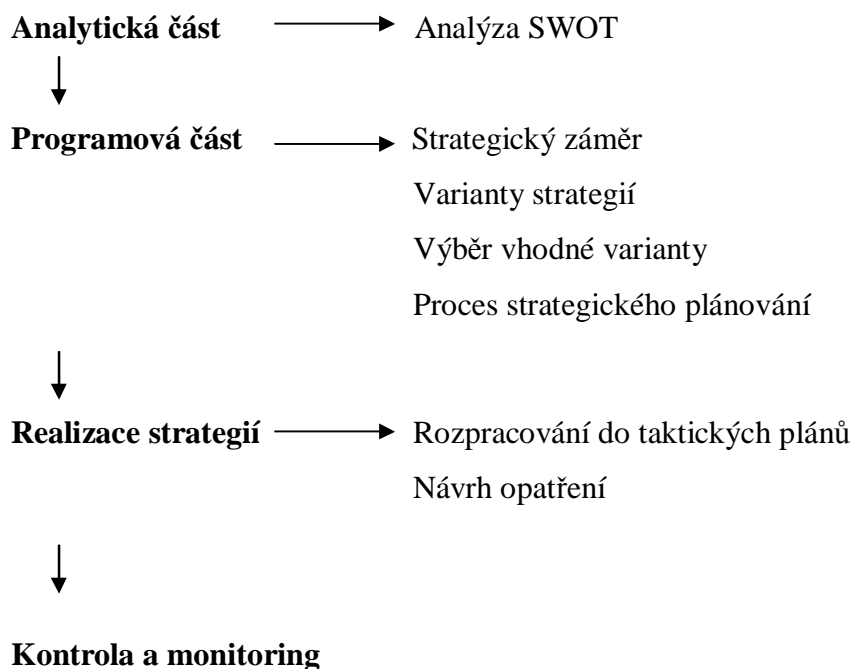 Analytická část Analýza SWOT
Programová část Strategický záměr
Varianty strategií
Výběr vhodné varianty
Proces strategického plánování
Realizace strategií Rozpracování do taktických plánů
Návrh opatření
Kontrola a monitoring